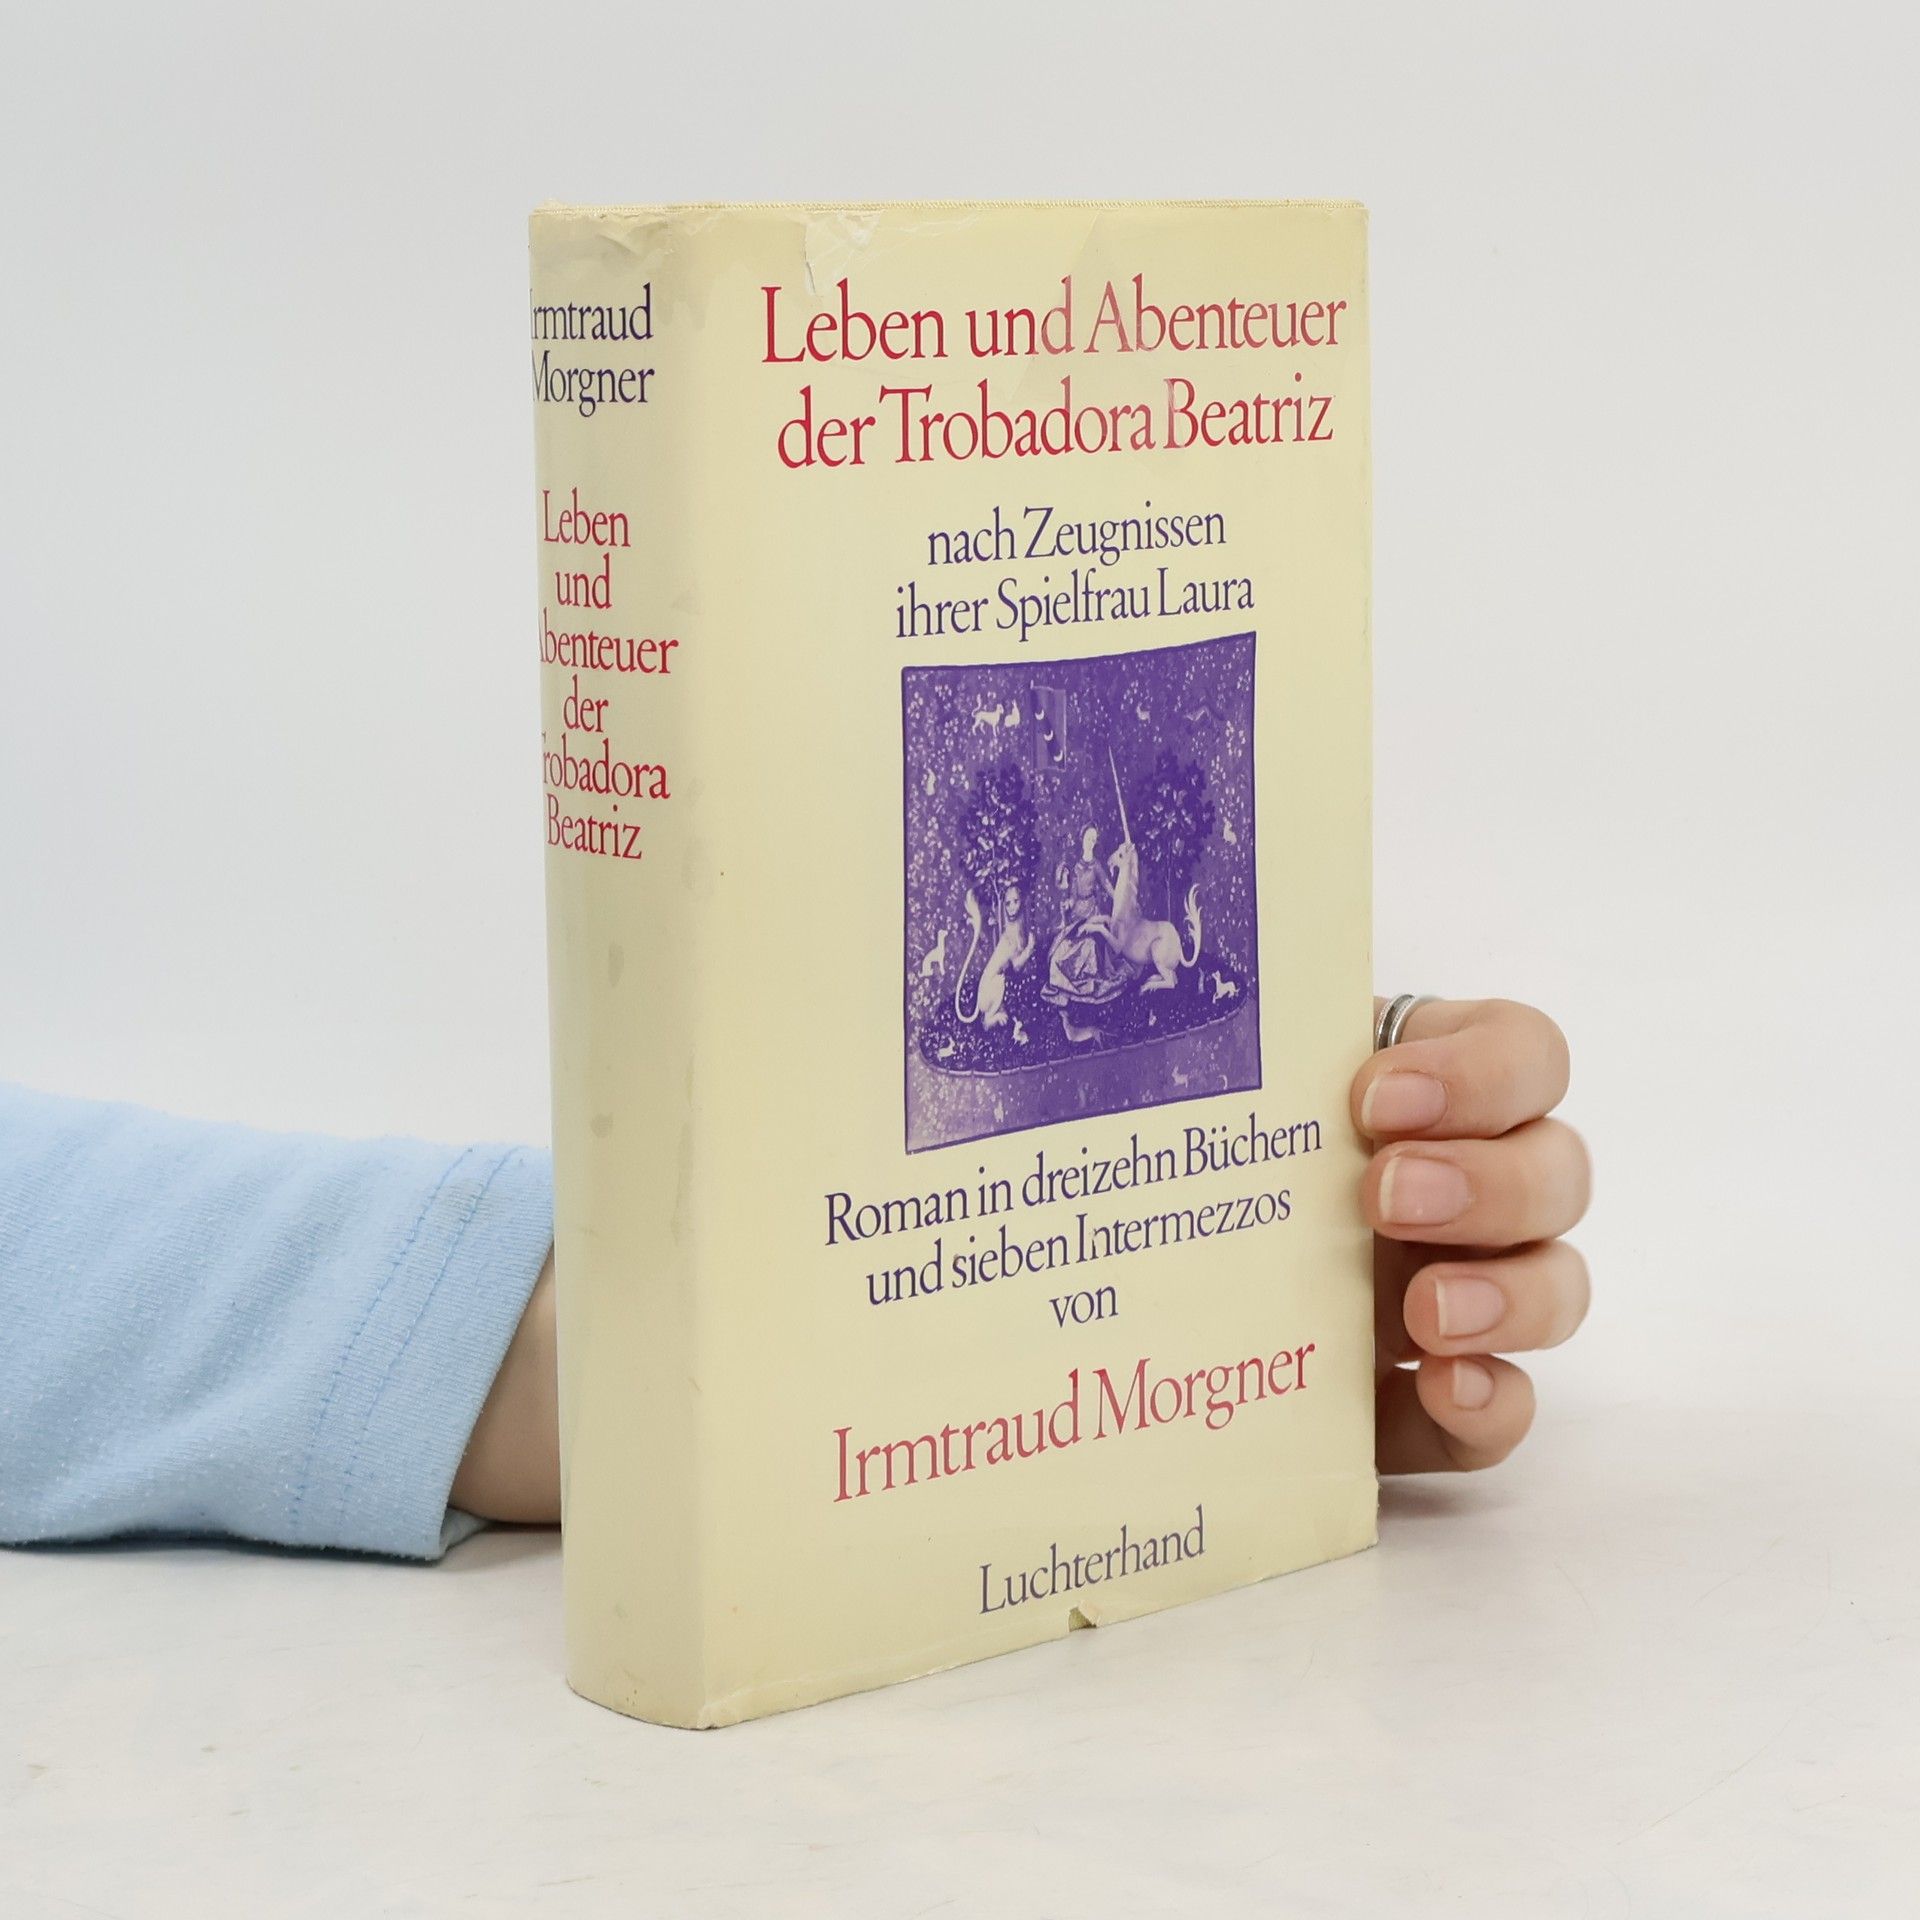 Irmtraud
Morgner
Leben
und
Abenteuer
der
Trobadora
Beatriz
Leben und Abenteuer
der Trobadora Beatriz
nach Zeugnissen
ihrer Spielfrau Laura
Roman in dreizehn Büchern
und sieben Intermezzos
von
Irmtraud Morgner
Luchterhand